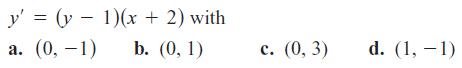 y′ = (y − 1)(x + 2) with
a. (0, −1) b. (0, 1) c. (0, 3) d. (1, −1)